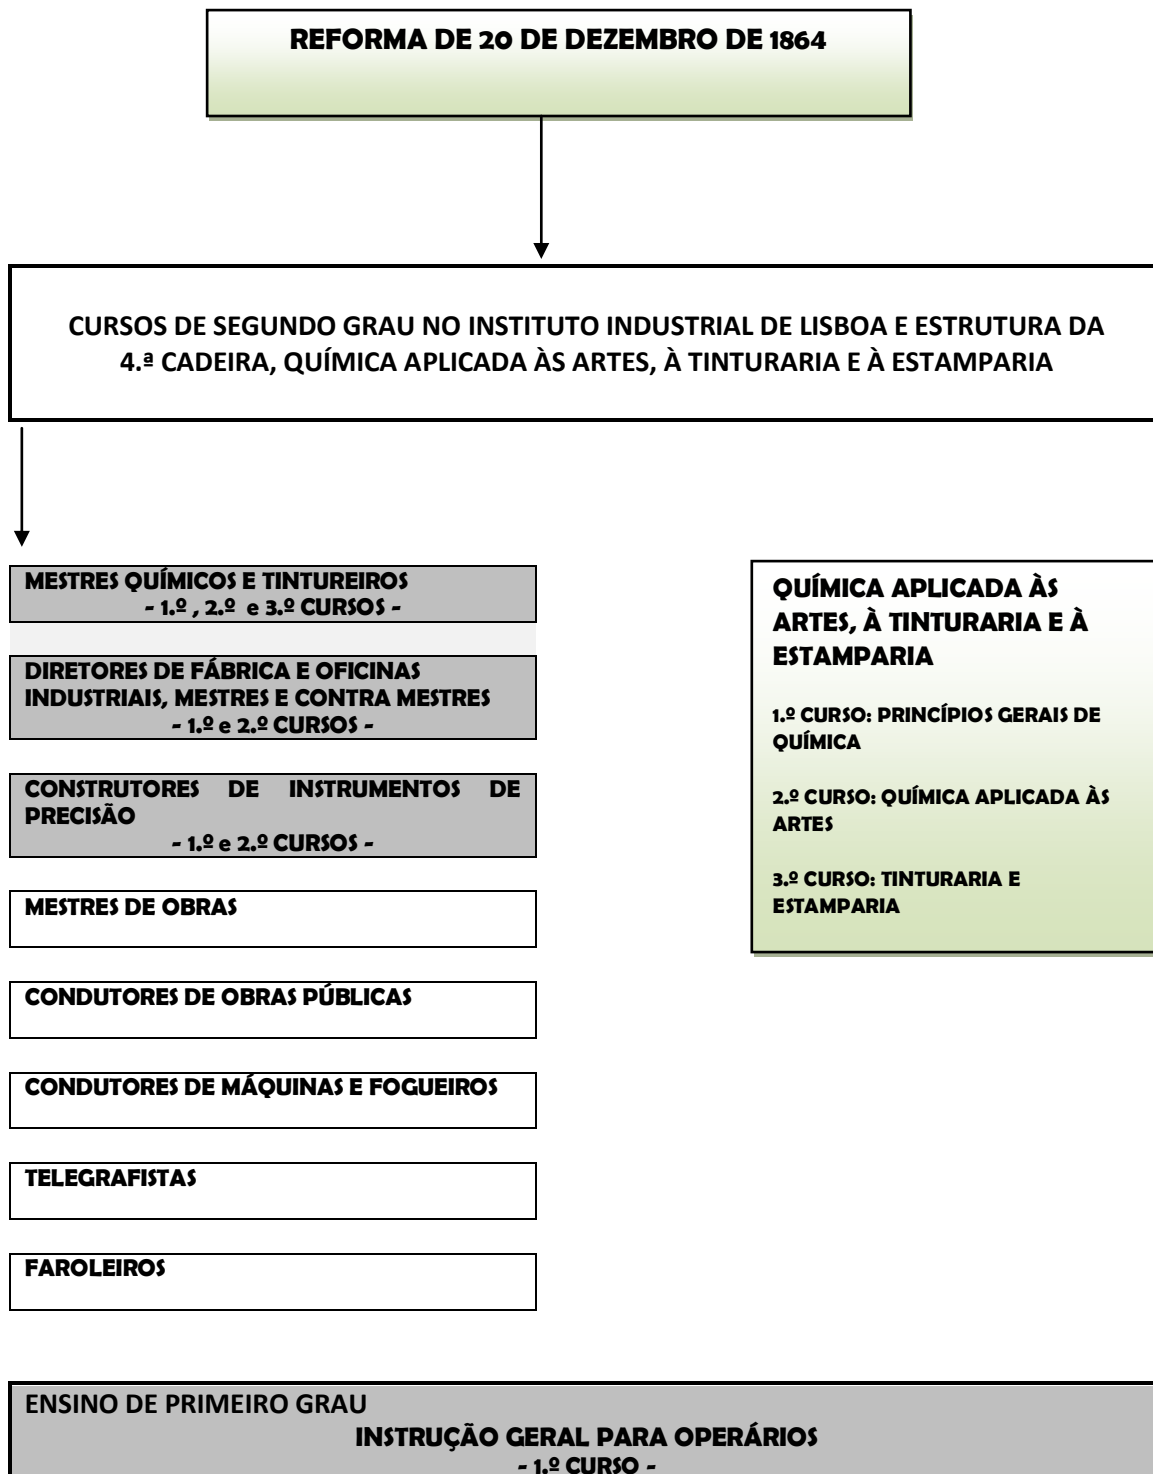 REFORMA DE 20 DE DEZEMBRO DE 1864
CURSOS DE SEGUNDO GRAU NO INSTITUTO INDUSTRIAL DE LISBOA E ESTRUTURA DA
4.ª CADEIRA, QUÍMICA APLICADA ÀS ARTES, À TINTURARIA E À ESTAMPARIA
MESTRES QUÍMICOS E TINTUREIROS
- 1.º , 2.º e 3.º CURSOS -
DIRETORES DE FÁBRICA E OFICINAS
INDUSTRIAIS, MESTRES E CONTRA MESTRES
- 1.º e 2.º CURSOS -
CONSTRUTORES DE INSTRUMENTOS DE
PRECISÃO
- 1.º e 2.º CURSOS -
MESTRES DE OBRAS
CONDUTORES DE OBRAS PÚBLICAS
CONDUTORES DE MÁQUINAS E FOGUEIROS
TELEGRAFISTAS
FAROLEIROS
QUÍMICA APLICADA ÀS
ARTES, À TINTURARIA E À
ESTAMPARIA
1.º CURSO: PRINCÍPIOS GERAIS DE
QUÍMICA
2.º CURSO: QUÍMICA APLICADA ÀS
ARTES
3.º CURSO: TINTURARIA E
ESTAMPARIA
ENSINO DE PRIMEIRO GRAU
INSTRUÇÃO GERAL PARA OPERÁRIOS
- 1.º CURSO -